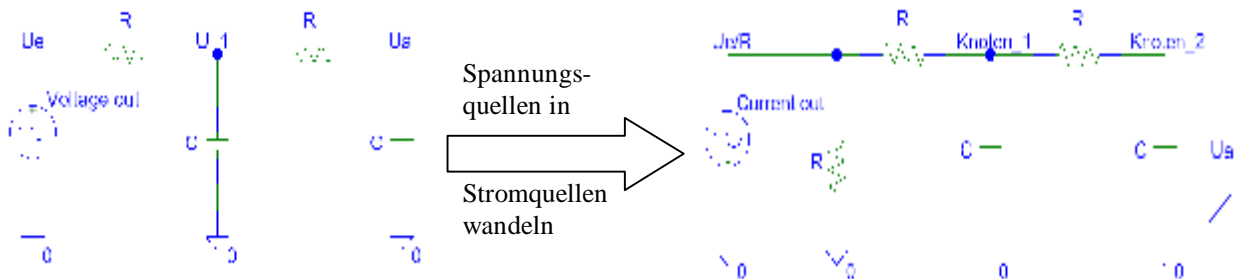 R
R
Ue
U_1
Ua
Voltage out
C
C
0
0
0
Spannungs-
quellen in
Stromquellen
wandeln
R
R
Knoten_1
Knoten_2
Current out
R
C
C
Ua
0
0
0
0